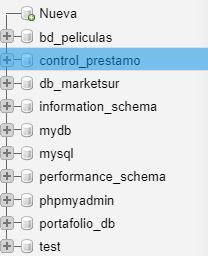 Nueva
bd_peliculas
control_prestamo
db_marketsur
information_schema
mydb
mysql
performance_schema
phpmyadmin
portafolio_db
test